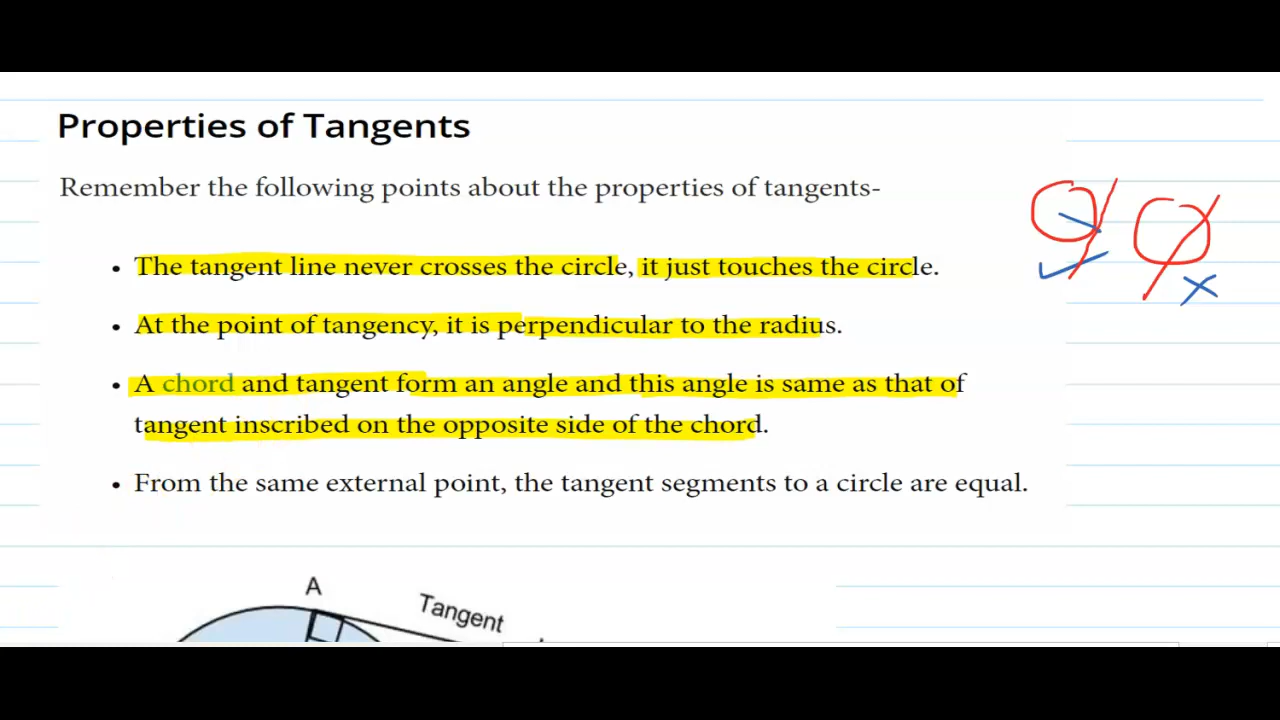 Properties of Tangents
Remember the following points about the properties of tangents-
• The tangent line never crosses the circle, it just touches the circle.
• At the point of tangency, it is perpendicular to the radius.
• A chord and tangent form an angle and this angle is same as that of
tangent inscribed on the opposite side of the chord.
• From the same external point, the tangent segments to a circle are equal.
A
Tangent